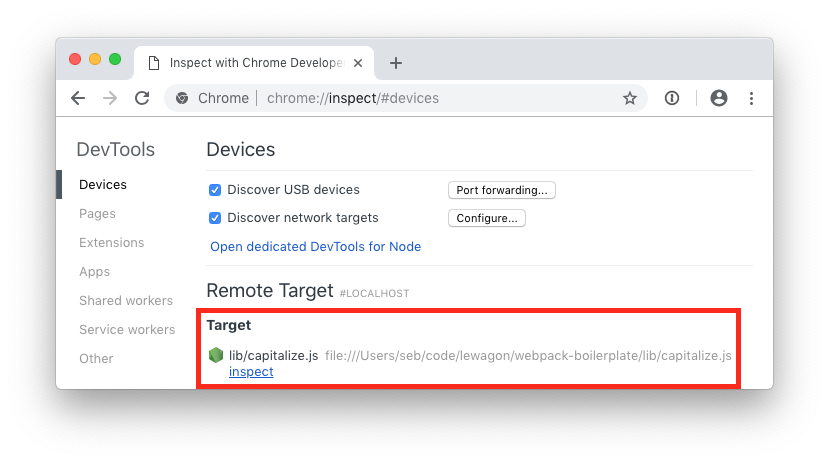 Inspect with Chrome Develope
Chrome | chrome://inspect/#devices
DevTools
Devices
Pages
Extensions
Apps
Shared workers
Service workers
Other
Devices
Discover USB devices Port forwarding...
Discover network targets Configure...
Open dedicated DevTools for Node
Remote Target #LOCALHOST
Target
lib/capitalize.js file:///Users/seb/code/lewagon/webpack-boilerplate/lib/capitalize.js
inspect